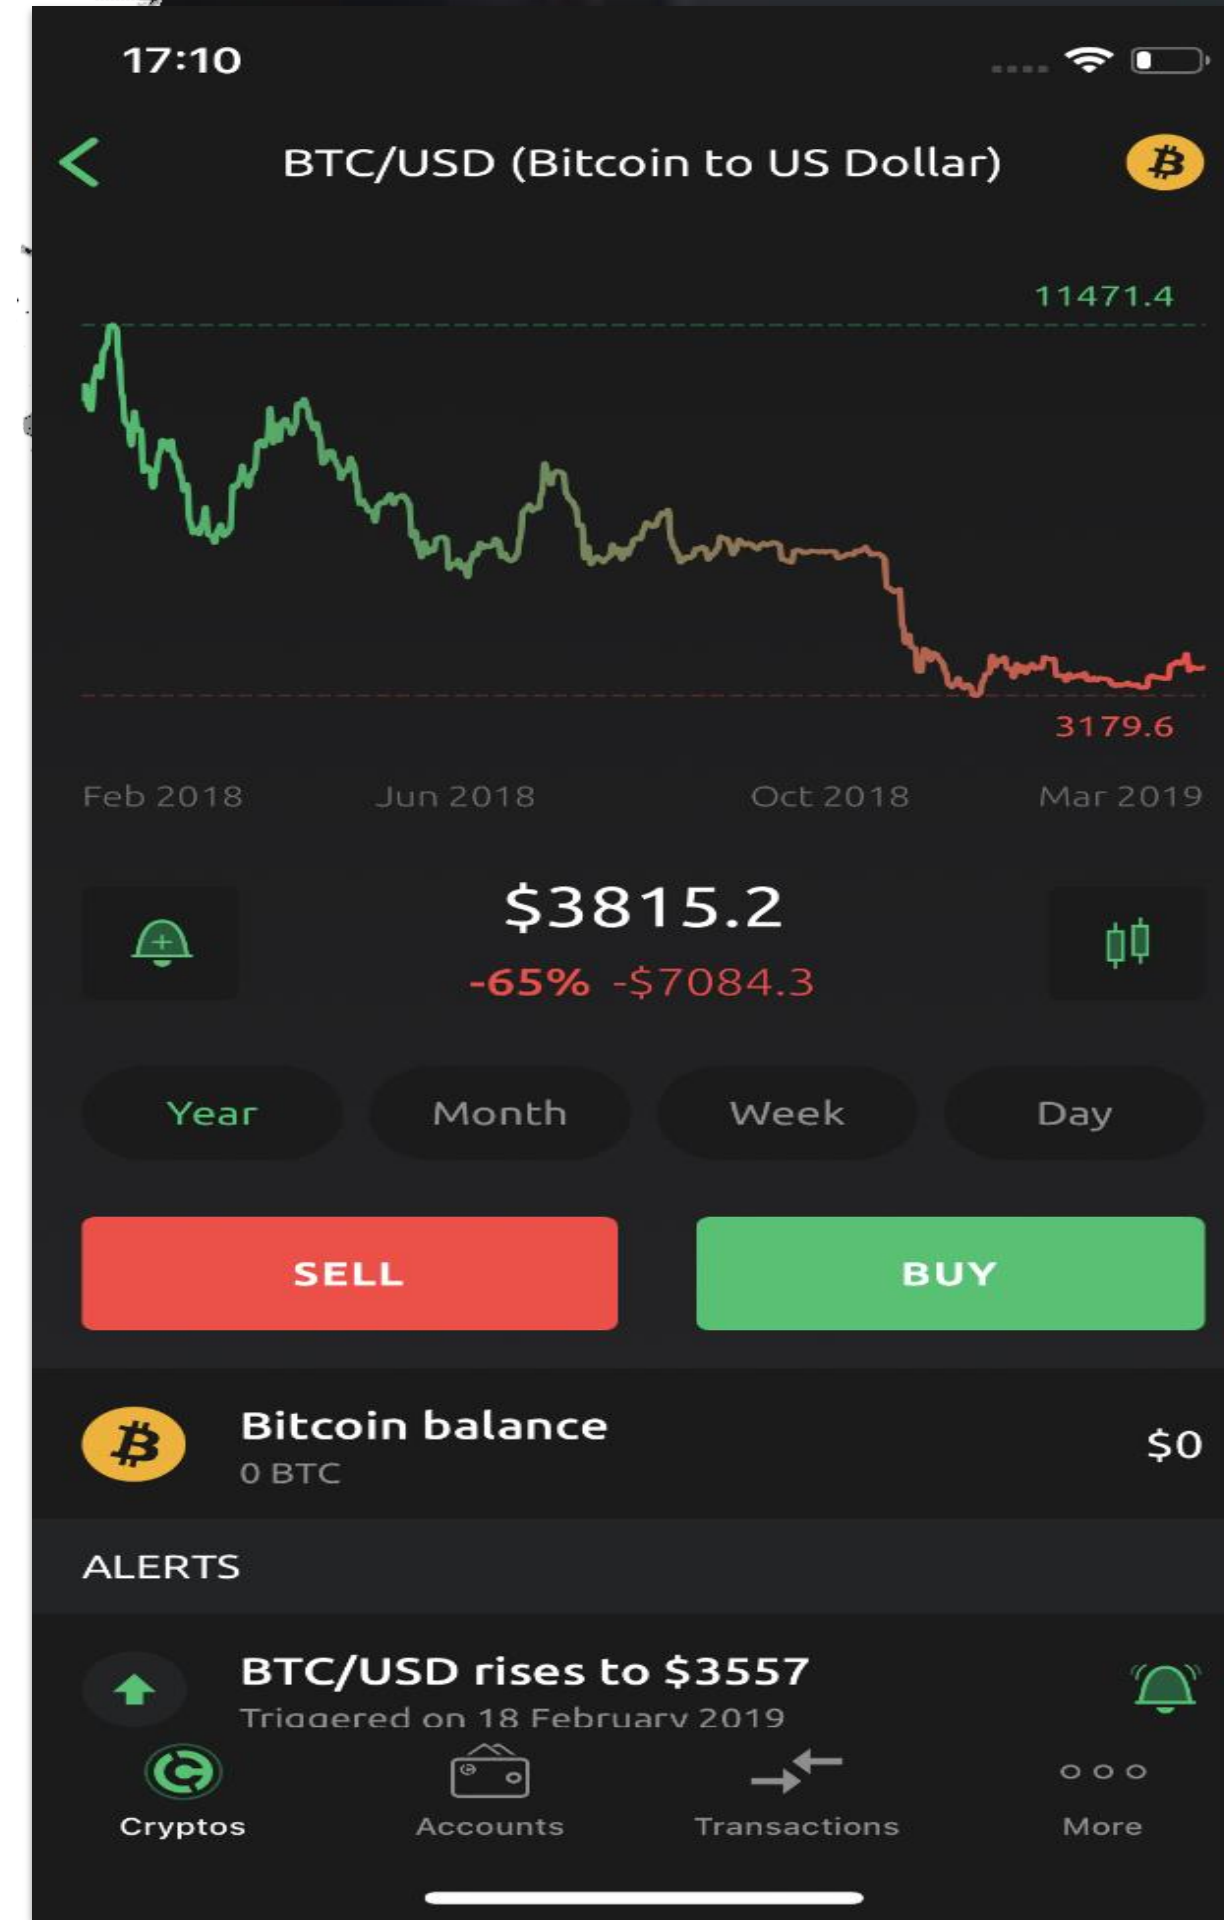 17:10
BTC/USD (Bitcoin to US Dollar)
11471.4
3179.6
Feb 2018 Jun 2018 Oct 2018 Mar 2019
$3815.2
-65% -$7084.3
Year Month Week Day
SELL BUY
Bitcoin balance
$0
0 BTC
ALERTS
BTC/USD rises to $3557
Triggered on 18 February 2019
Cryptos Accounts Transactions More